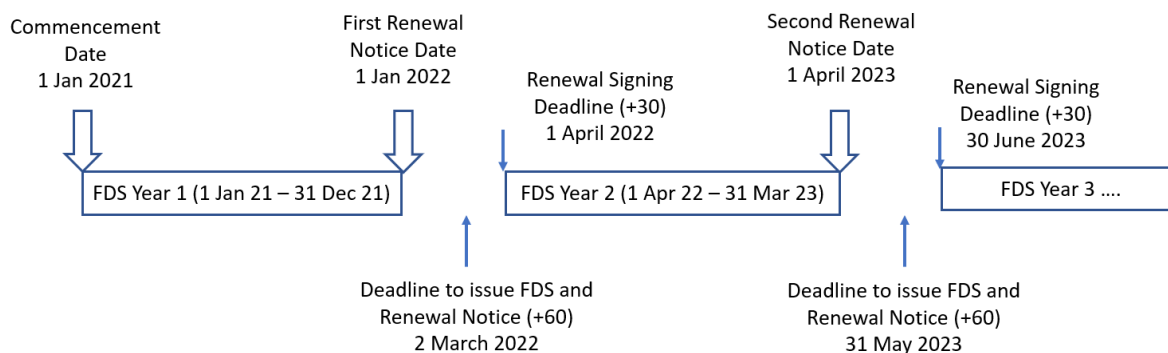 Commencement
Date
1 Jan 2021
First Renewal
Notice Date
1 Jan 2022
Renewal Signing
Deadline (+30)
1 April 2022
Second Renewal
Notice Date
1 April 2023
Renewal Signing
Deadline (+30)
30 June 2023
FDS Year 1 (1 Jan 21 – 31 Dec 21)
FDS Year 2 (1 Apr 22 – 31 Mar 23)
FDS Year 3 ....
Deadline to issue FDS and
Renewal Notice (+60)
2 March 2022
Deadline to issue FDS and
Renewal Notice (+60)
31 May 2023